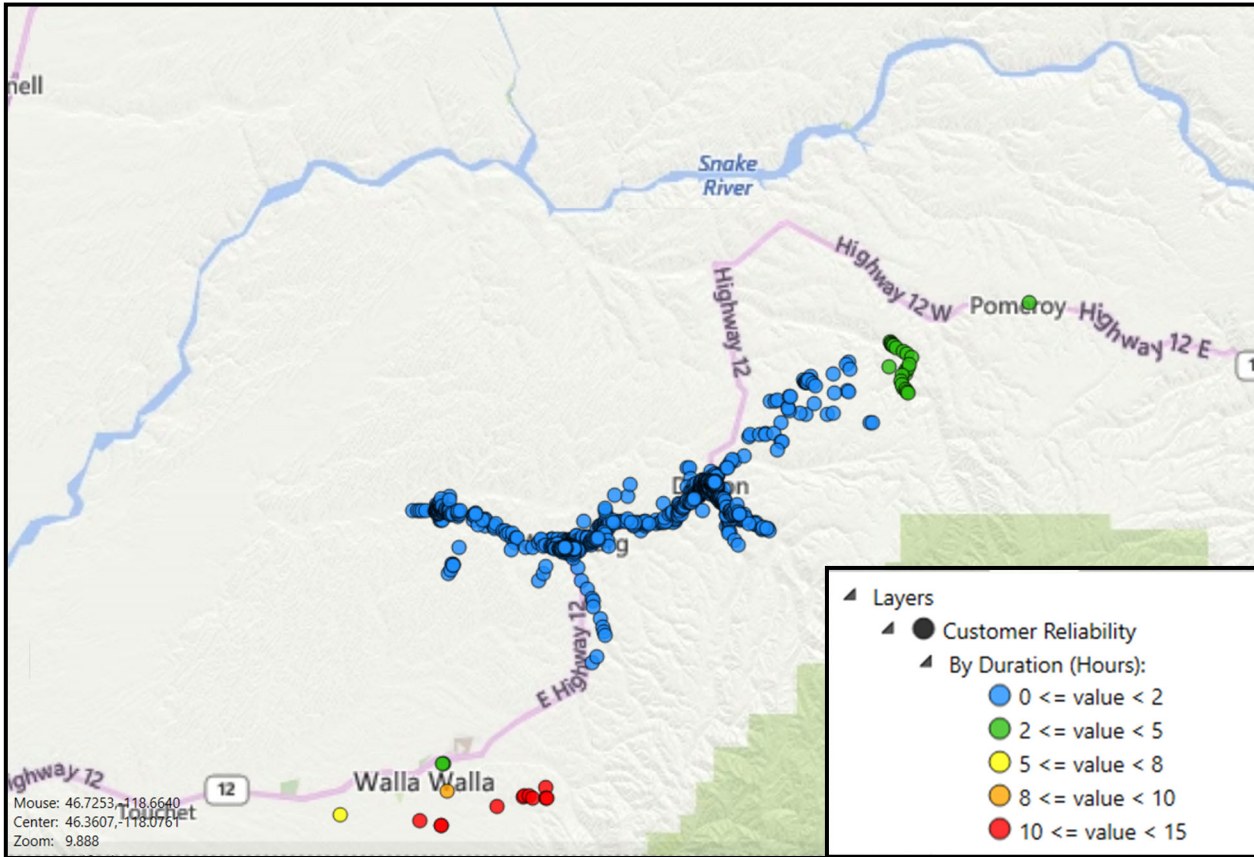 nell
Snake
River
Highway 12 W
Highway 12
Pomeroy
Highway 12 E
E Highway 12
Walla Walla
Highway 12
12
Touchet
Mouse: 46.7253,-118.6640
Center: 46.3607,-118.0761
Zoom: 9.888
Layers
Customer Reliability
By Duration (Hours):
0 <= value < 2
2 <= value < 5
5 <= value < 8
8 <= value < 10
10 <= value < 15